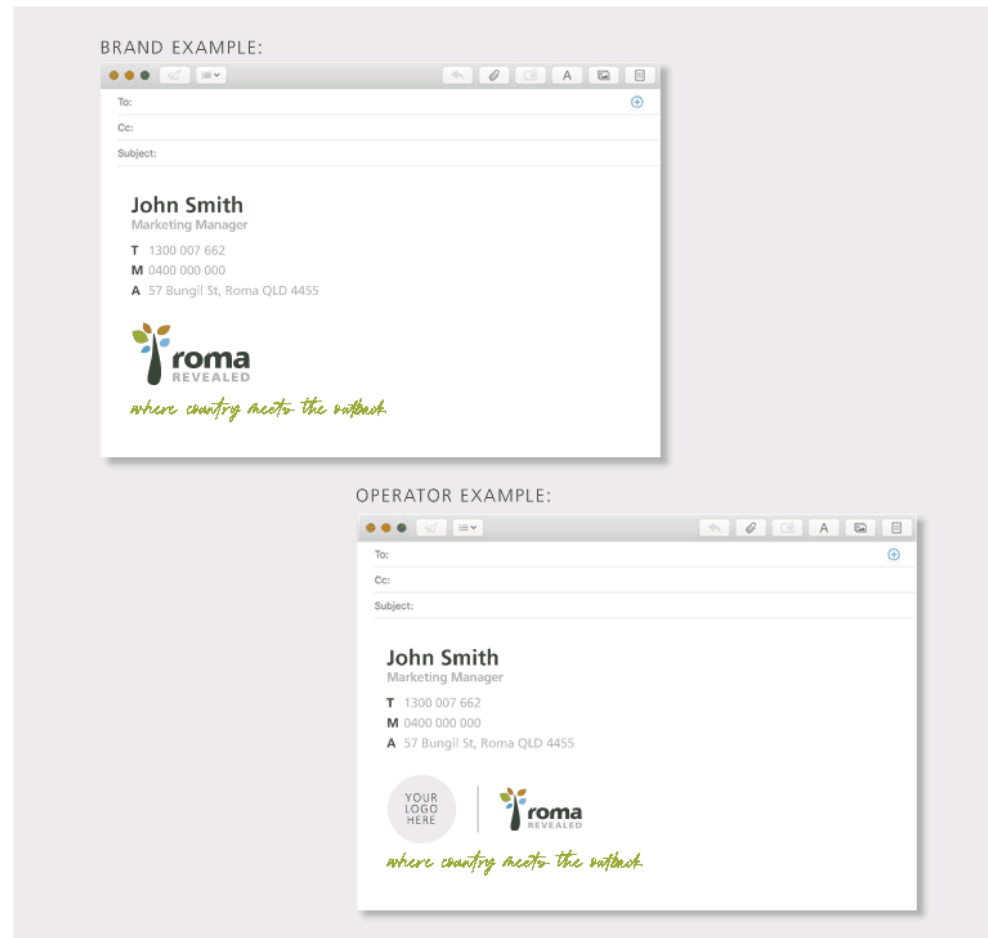 BRAND EXAMPLE:
A
To:
Cc:
Subject:
John Smith
Marketing Manager
T 1300 007 662
M 0400 000 000
A 57 Bungil St, Roma QLD 4455
roma
REVEALED
where country meets the outback
OPERATOR EXAMPLE:
A
To:
Cc:
Subject:
John Smith
Marketing Manager
T 1300 007 662
M 0400 000 000
A 57 Bungil St, Roma QLD 4455
YOUR
LOGO
HERE
roma
REVEALED
where country meets the outback